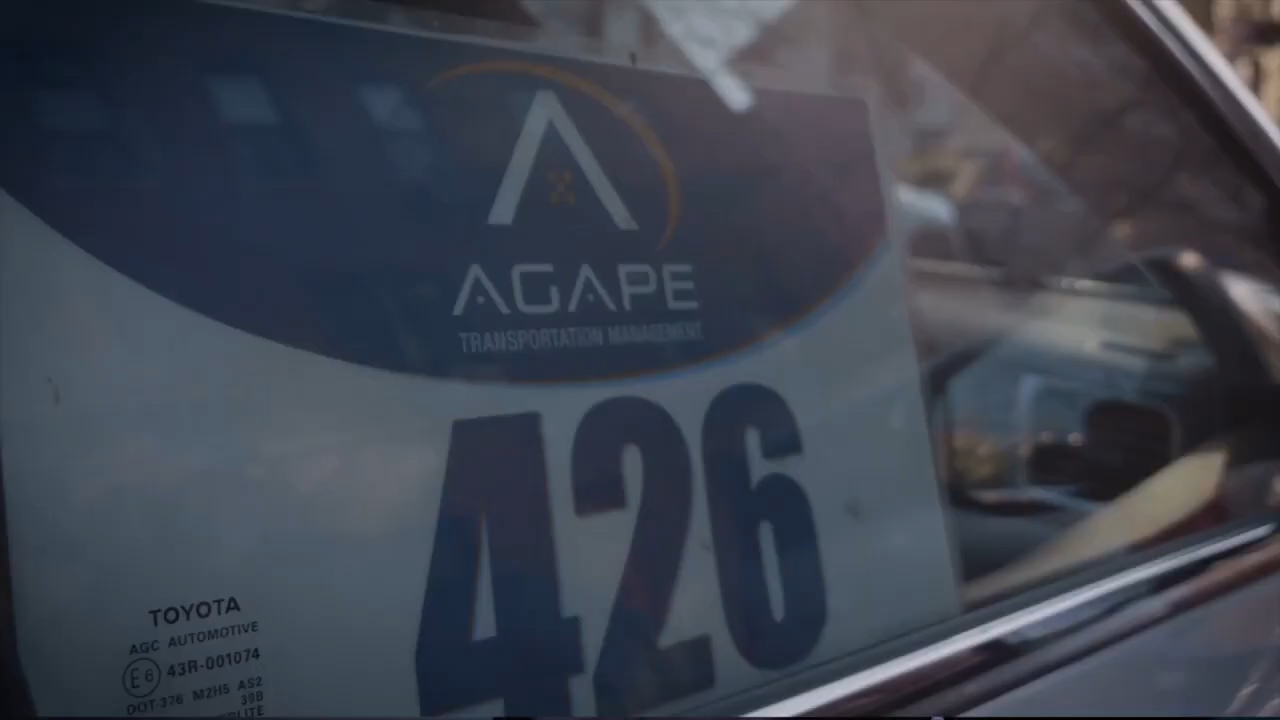 AGAPE
TRANSPORTATION MANAGEMENT
426
TOYOTA
AGC AUTOMOTIVE
E6 43R-001074
DOT-376 M2H5 AS2